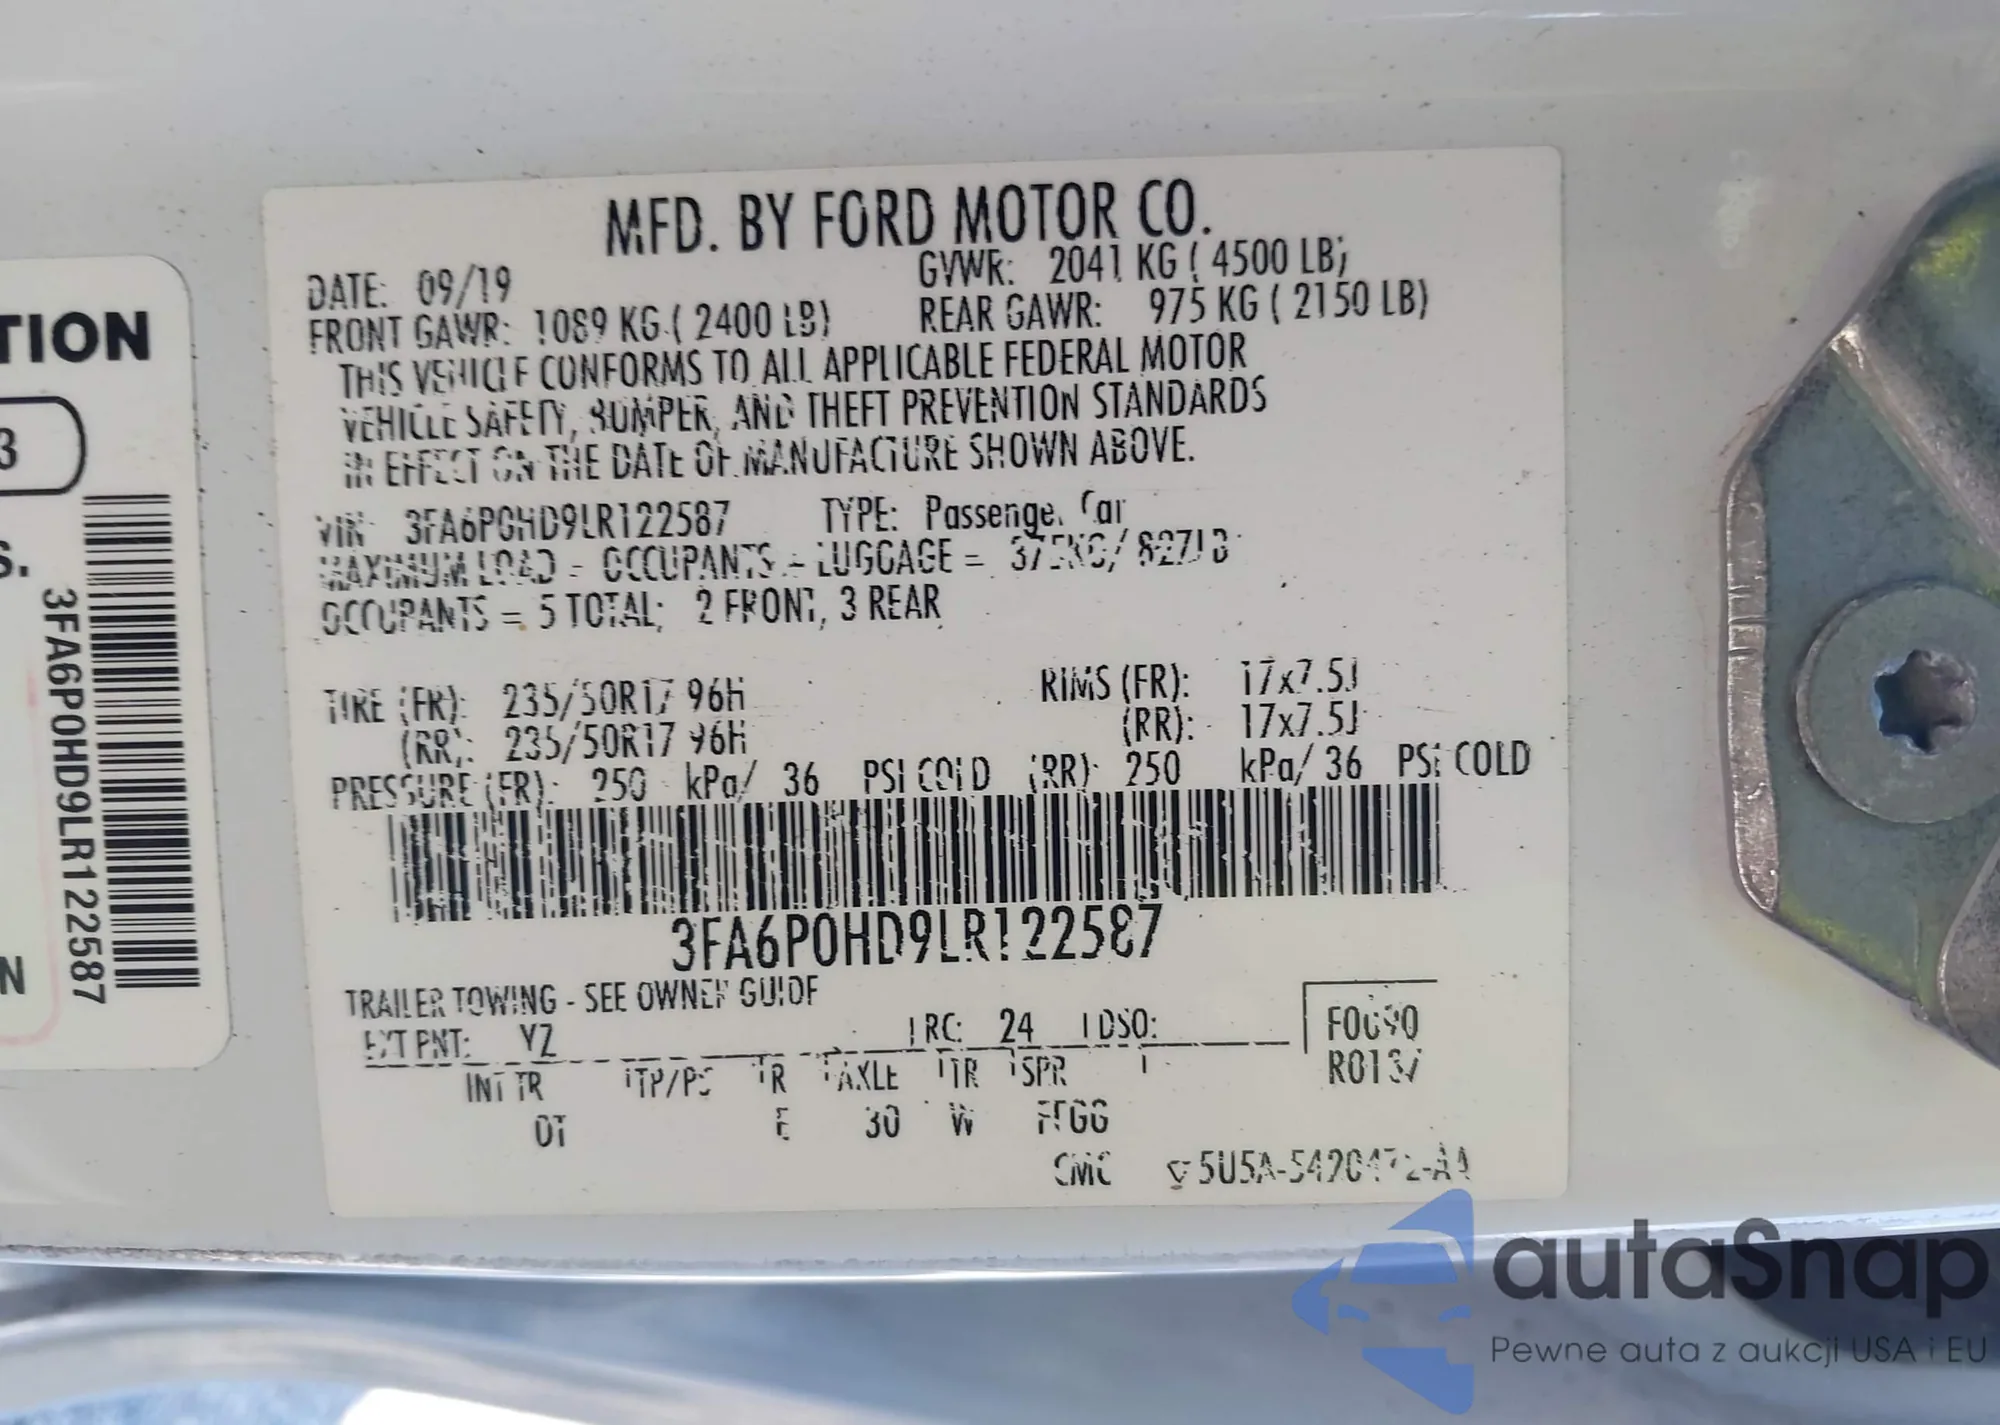 MFD. BY FORD MOTOR CO.
DATE: 09/19
GVWR: 2041 KG ( 4500 LB)
FRONT GAWR: 1089 KG ( 2400 LB)
REAR GAWR: 975 KG ( 2150 LB)
THIS VEHICLE CONFORMS TO ALL APPLICABLE FEDERAL MOTOR
VEHICLE SAFETY, BUMPER, AND THEFT PREVENTION STANDARDS
IN EFFECT ON THE DATE OF MANUFACTURE SHOWN ABOVE.
VIN: 3FA6P0HD9LR122587 TYPE: Passenger Car
MAXIMUM LOAD = OCCUPANTS + LUGGAGE = 375KG/ 827LB
OCCUPANTS = 5 TOTAL; 2 FRONT, 3 REAR
TIRE (FR): 235/50R17 96H RIMS (FR): 17x7.5J
(RR): 235/50R17 96H (RR): 17x7.5J
PRESSURE (FR): 250 kPa/ 36 PSI COLD (RR): 250 kPa/ 36 PSI COLD
3FA6P0HD9LR122587
TRAILER TOWING - SEE OWNER GUIDE
EXT PNT: YZ RC: 24 DSO:
INT TR TP/PS R AXLE TR SPR
E 30 W FFGG
R0137
TION
3
S.
3FA6P0HD9LR122587
N
autaSnap
Pewne auta z aukcji USA i EU